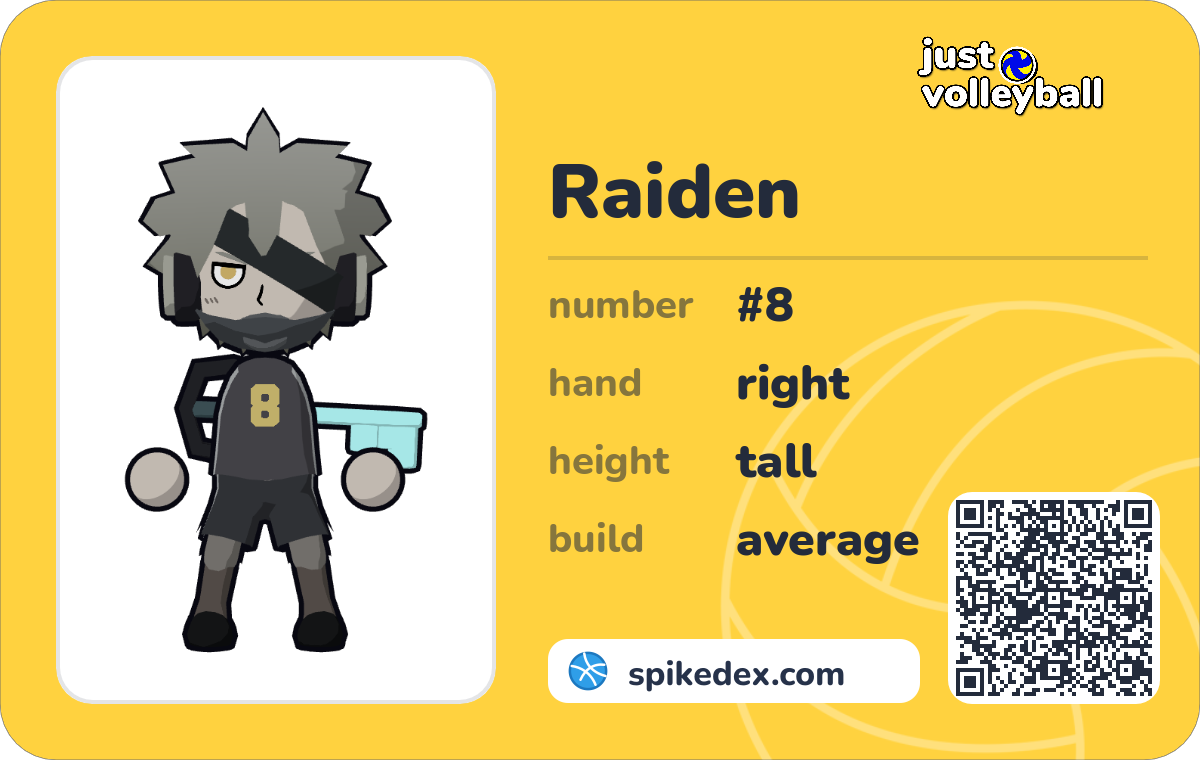 just
volleyball
Raiden
number #8
hand right
height tall
build average
8
spikedex.com